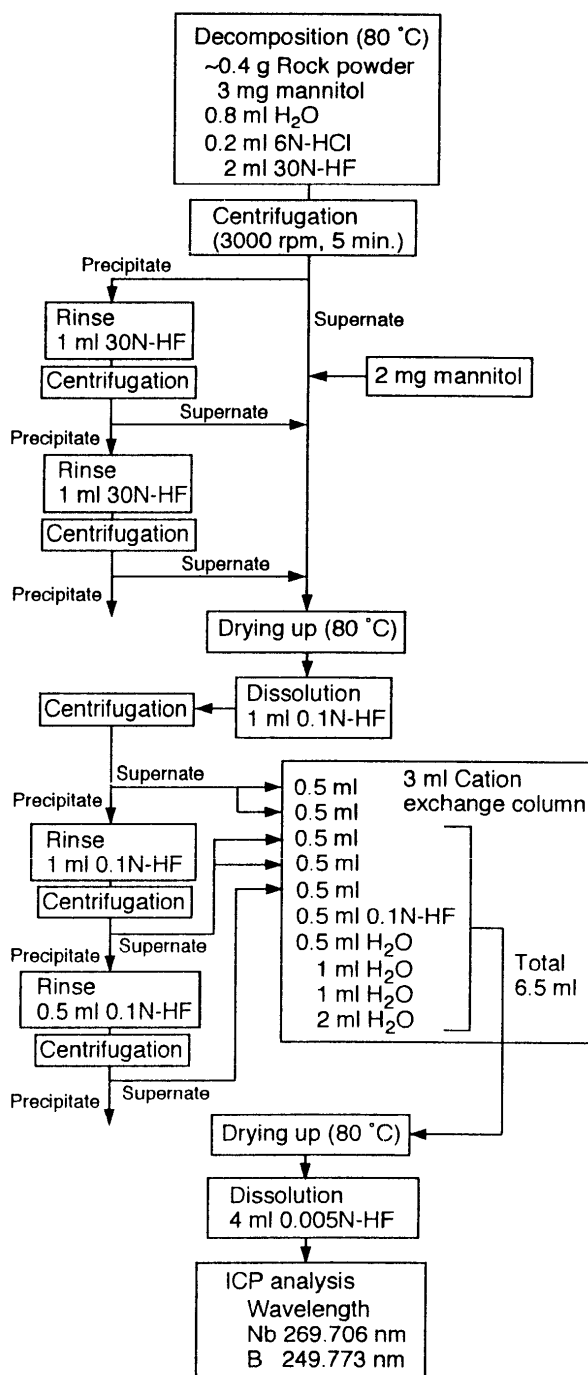 Decomposition (80 ˚C)
~0.4 g Rock powder
3 mg mannitol
0.8 ml H₂O
0.2 ml 6N-HCl
2 ml 30N-HF
Centrifugation
(3000 rpm, 5 min.)
Precipitate
Supernate
Rinse
1 ml 30N-HF
2 mg mannitol
Centrifugation
Supernate
Precipitate
Rinse
1 ml 30N-HF
Centrifugation
Supernate
Precipitate
Drying up (80 ˚C)
Dissolution
1 ml 0.1N-HF
Centrifugation
Supernate
Precipitate
0.5 ml
3 ml Cation
exchange column
0.5 ml
0.5 ml
0.5 ml
0.5 ml
0.5 ml 0.1N-HF
0.5 ml H₂O
1 ml H₂O
1 ml H₂O
2 ml H₂O
Total
6.5 ml
Rinse
1 ml 0.1N-HF
Centrifugation
Supernate
Precipitate
Rinse
0.5 ml 0.1N-HF
Centrifugation
Supernate
Precipitate
Drying up (80 ˚C)
Dissolution
4 ml 0.005N-HF
ICP analysis
Wavelength
Nb 269.706 nm
B 249.773 nm